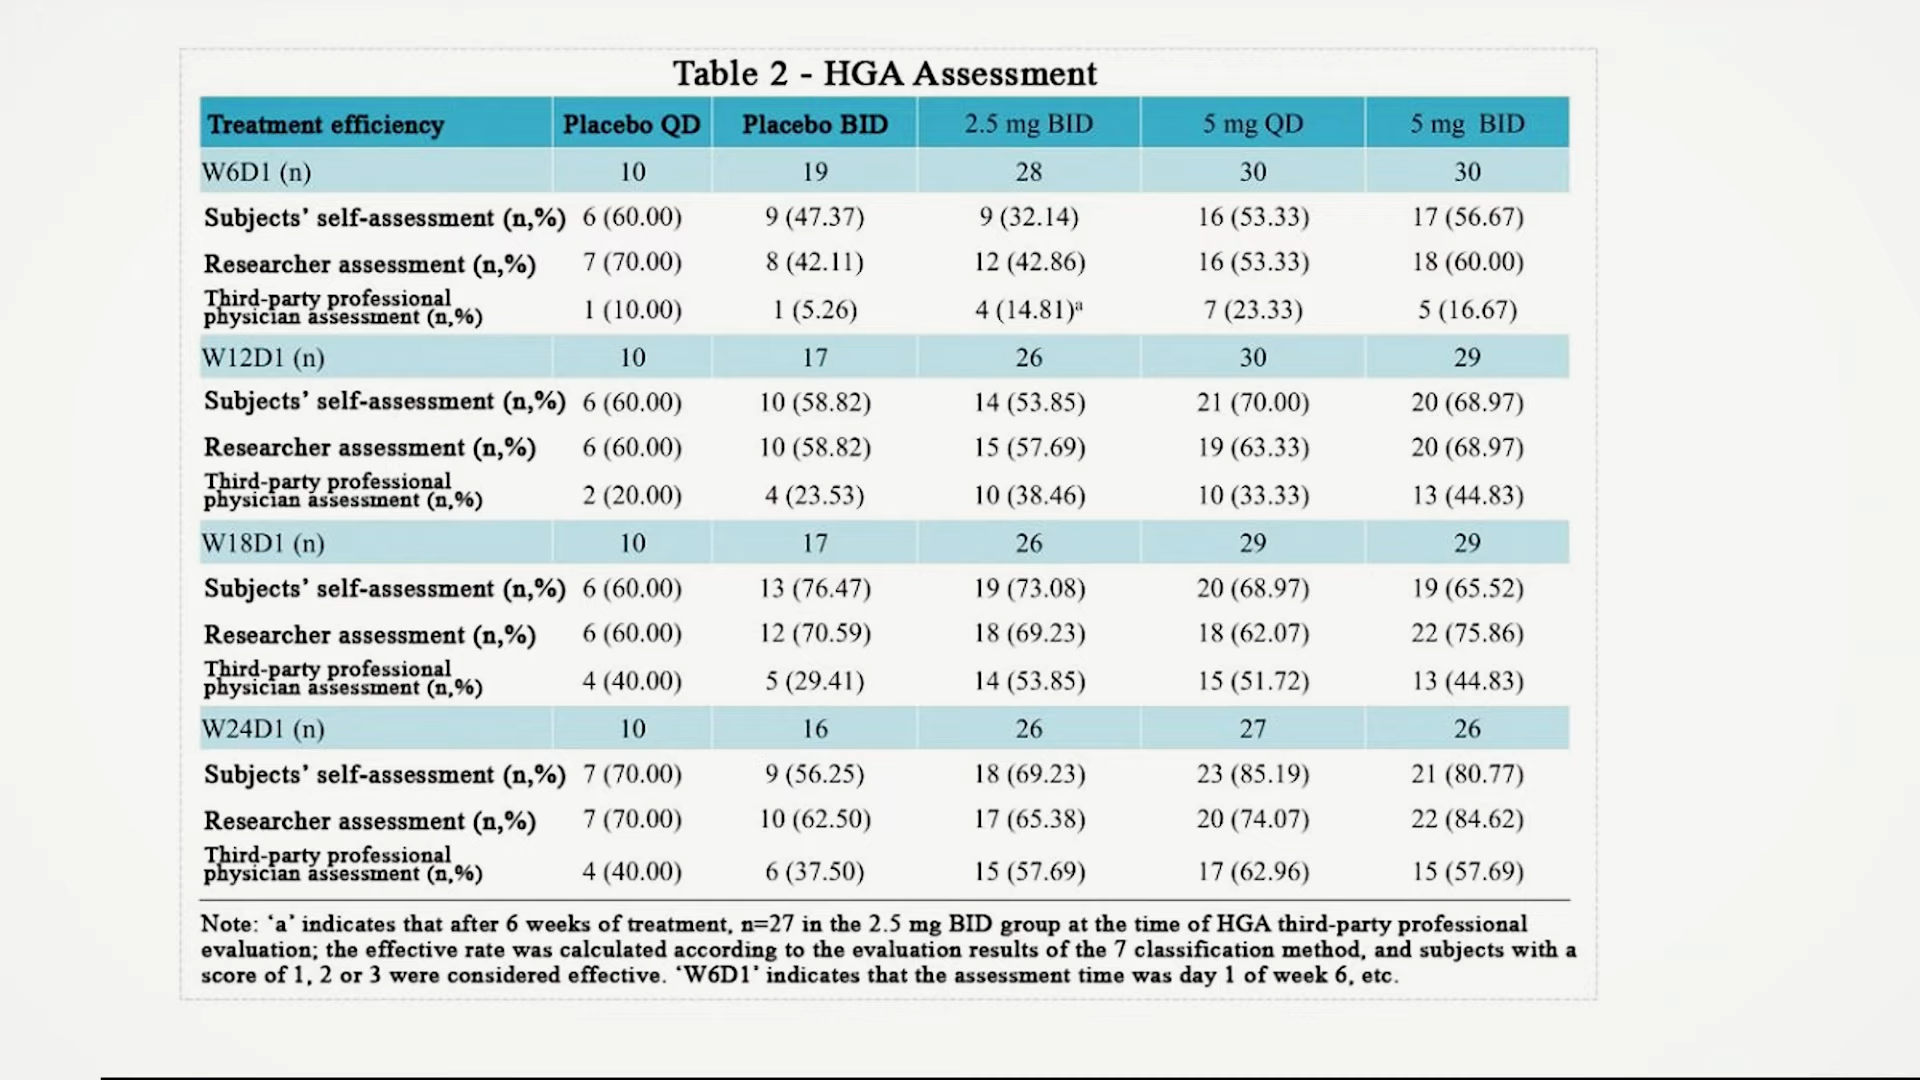 Table 2 - HGA Assessment
Treatment efficiency Placebo QD Placebo BID 2.5 mg BID 5 mg QD 5 mg BID
W6D1 (n) 10 19 28 30 30
Subjects’ self-assessment (n,%) 6 (60.00) 9 (47.37) 9 (32.14) 16 (53.33) 17 (56.67)
Researcher assessment (n,%) 7 (70.00) 8 (42.11) 12 (42.86) 16 (53.33) 18 (60.00)
Third-party professional
physician assessment (n,%) 1 (10.00) 1 (5.26) 4 (14.81)ª 7 (23.33) 5 (16.67)
W12D1 (n) 10 17 26 30 29
Subjects’ self-assessment (n,%) 6 (60.00) 10 (58.82) 14 (53.85) 21 (70.00) 20 (68.97)
Researcher assessment (n,%) 6 (60.00) 10 (58.82) 15 (57.69) 19 (63.33) 20 (68.97)
Third-party professional
physician assessment (n,%) 2 (20.00) 4 (23.53) 10 (38.46) 10 (33.33) 13 (44.83)
W18D1 (n) 10 17 26 29 29
Subjects’ self-assessment (n,%) 6 (60.00) 13 (76.47) 19 (73.08) 20 (68.97) 19 (65.52)
Researcher assessment (n,%) 6 (60.00) 12 (70.59) 18 (69.23) 18 (62.07) 22 (75.86)
Third-party professional
physician assessment (n,%) 4 (40.00) 5 (29.41) 14 (53.85) 15 (51.72) 13 (44.83)
W24D1 (n) 10 16 26 27 26
Subjects’ self-assessment (n,%) 7 (70.00) 9 (56.25) 18 (69.23) 23 (85.19) 21 (80.77)
Researcher assessment (n,%) 7 (70.00) 10 (62.50) 17 (65.38) 20 (74.07) 22 (84.62)
Third-party professional
physician assessment (n,%) 4 (40.00) 6 (37.50) 15 (57.69) 17 (62.96) 15 (57.69)
Note: ‘a’ indicates that after 6 weeks of treatment, n=27 in the 2.5 mg BID group at the time of HGA third-party professional
evaluation; the effective rate was calculated according to the evaluation results of the 7 classification method, and subjects with a
score of 1, 2 or 3 were considered effective. ‘W6D1’ indicates that the assessment time was day 1 of week 6, etc.